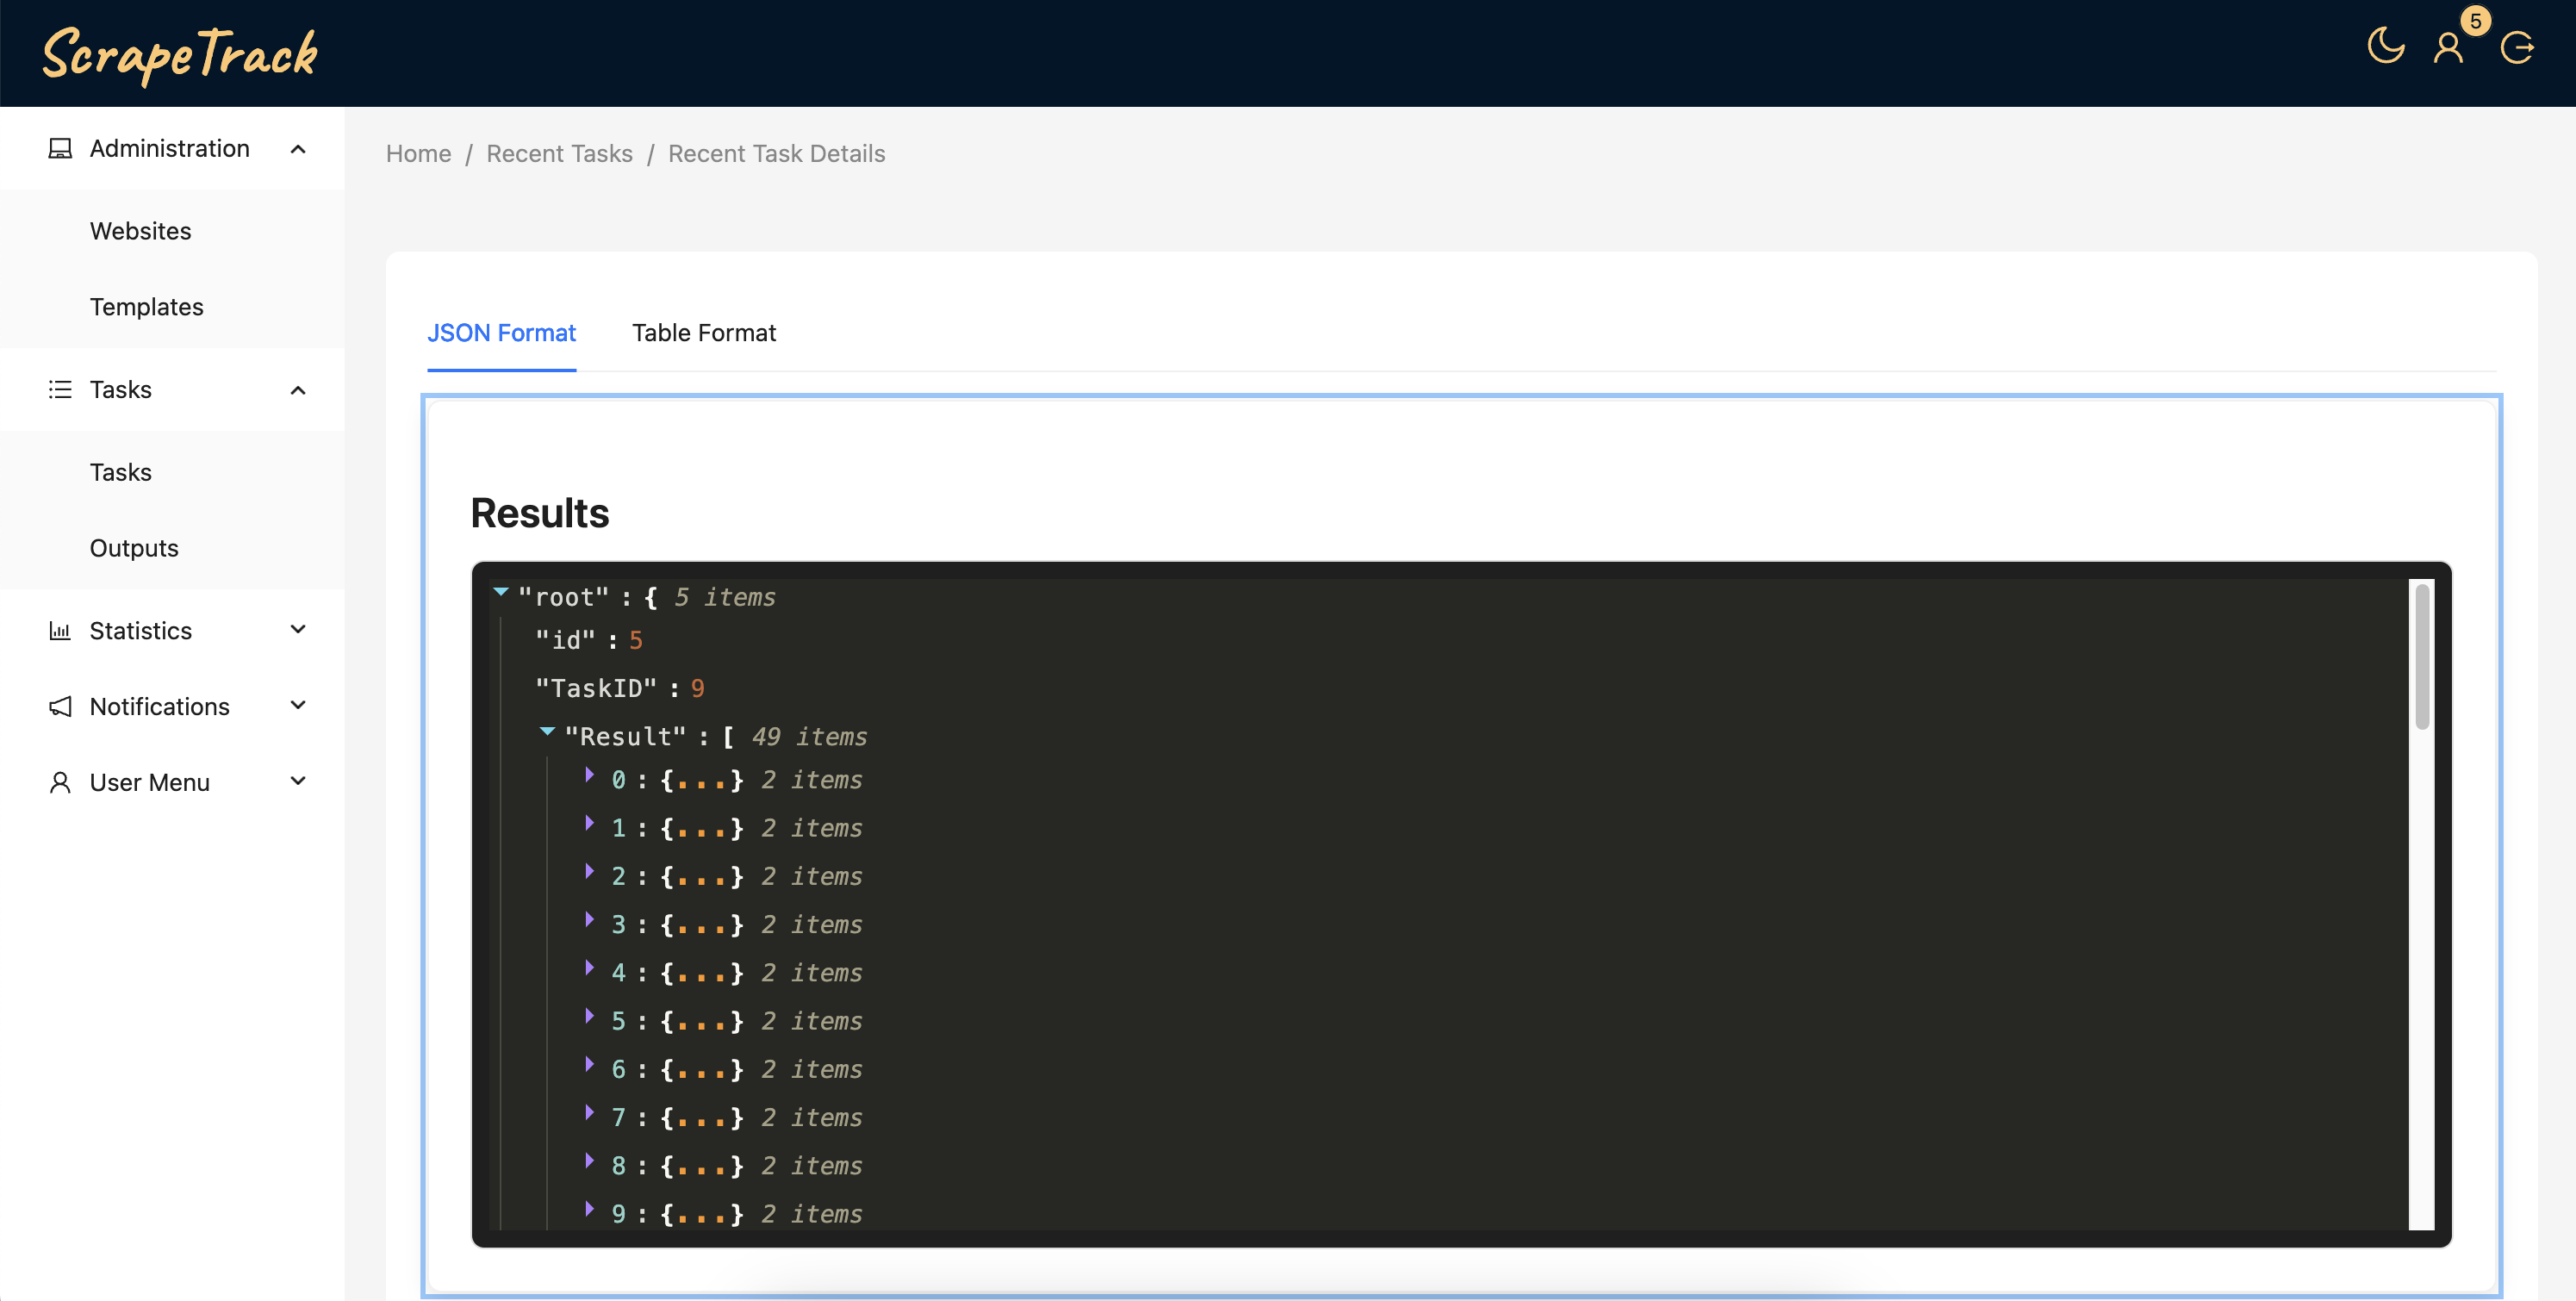 ScrapeTrack
5
Administration
Websites
Templates
Tasks
Tasks
Outputs
Statistics
Notifications
User Menu
Home / Recent Tasks / Recent Task Details
JSON Format Table Format
Results
"root" : { 5 items
"id" : 5
"TaskID" : 9
"Result" : [ 49 items
0 : {...} 2 items
1 : {...} 2 items
2 : {...} 2 items
3 : {...} 2 items
4 : {...} 2 items
5 : {...} 2 items
6 : {...} 2 items
7 : {...} 2 items
8 : {...} 2 items
9 : {...} 2 items